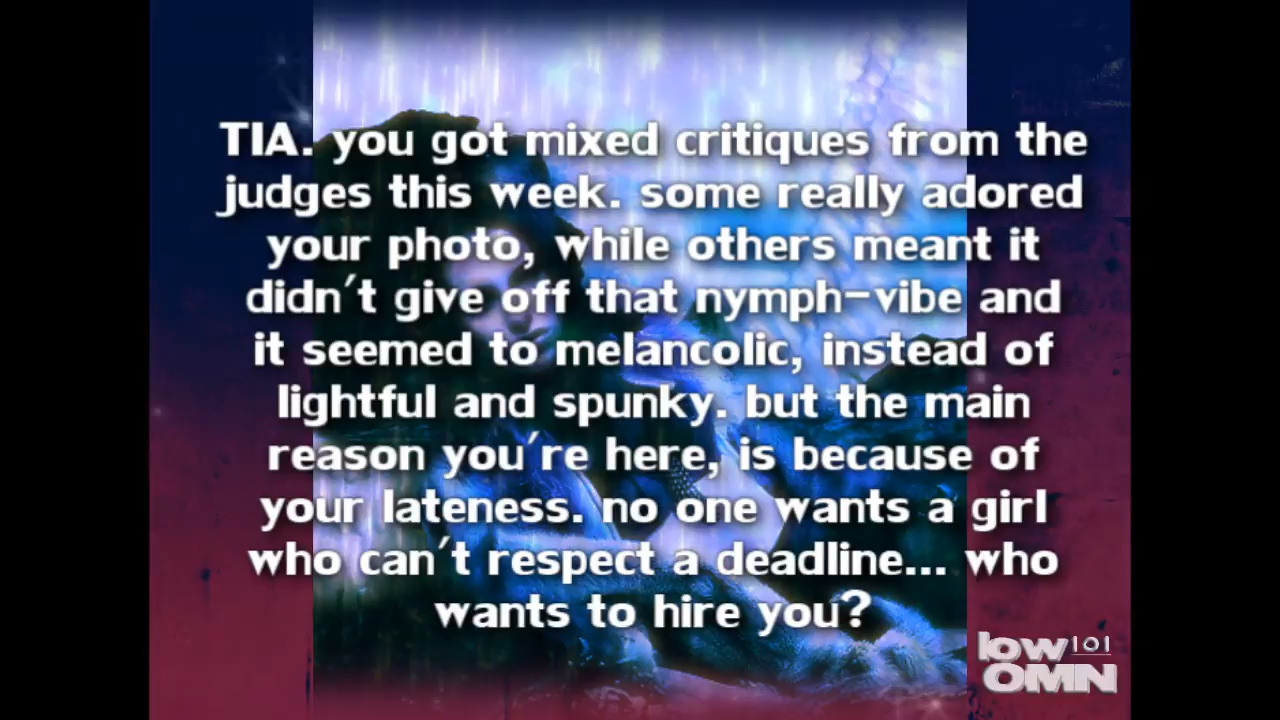 TIA. you got mixed critiques from the
judges this week. some really adored
your photo, while others meant it
didn't give off that nymph-vibe and
it seemed to melancolic, instead of
lightful and spunky. but the main
reason you're here, is because of
your lateness. no one wants a girl
who can't respect a deadline... who
wants to hire you?
low 101
OMN